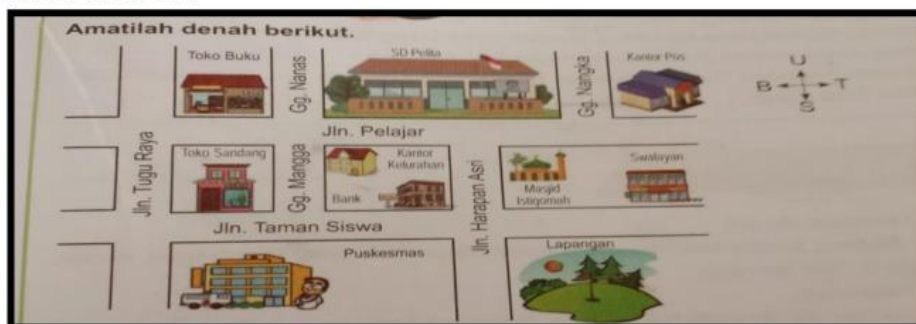 Amatilah denah berikut.
Toko Buku
Gg. Nanas
SD Pelita
Gg. Nangka
Kantor Pos
U
B
T
S
Jln. Pelajar
Jln. Tugu Raya
Toko Sandang
Gg. Mangga
Kantor
Kelurahan
Bank
Jln. Harapan Asri
Masjid
Istiqomah
Swalayan
Jln. Taman Siswa
Puskesmas
Lapangan